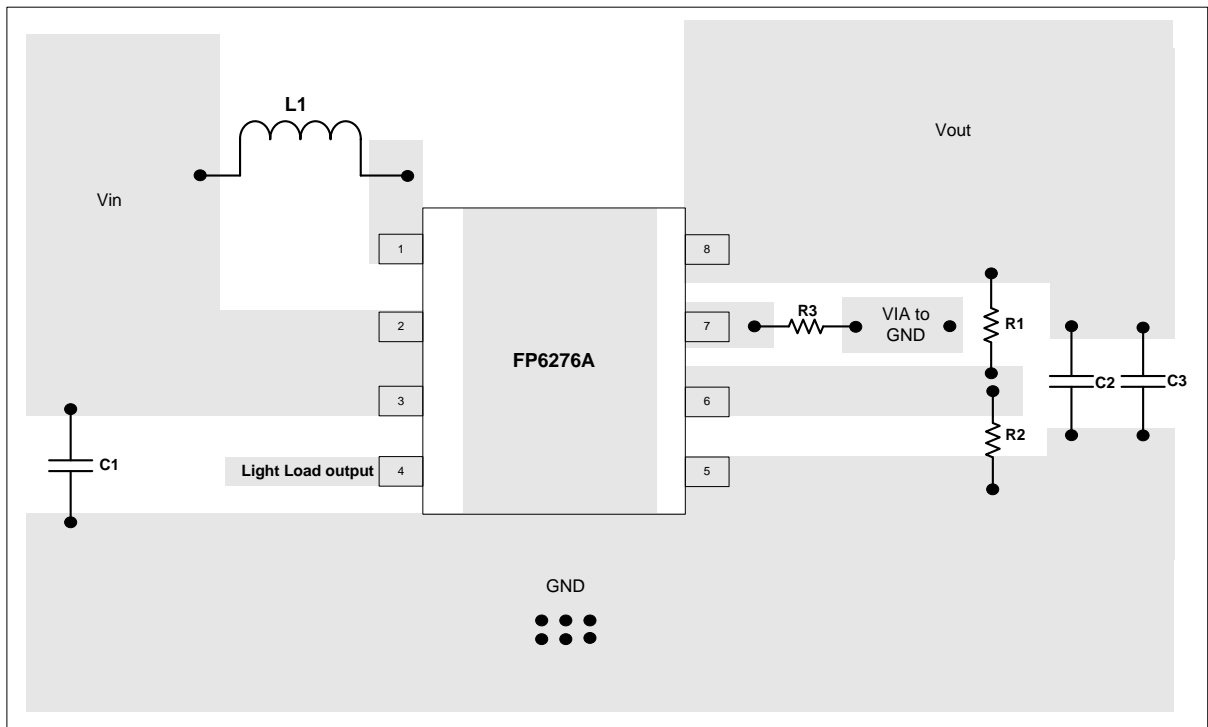 L1
Vout
Vin
1
8
2
7
R3
VIA to
GND
R1
FP6276A
3
6
C2
C3
R2
C1
Light Load output
4
5
GND